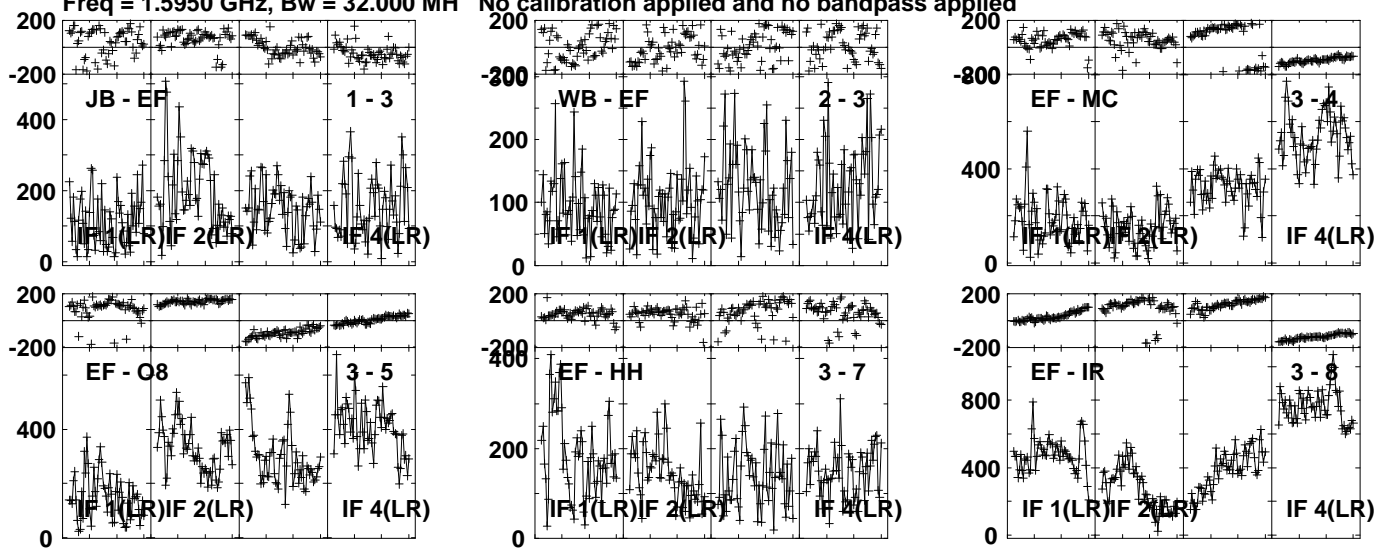 Freq = 1.5950 GHz, Bw = 32.000 MH No calibration applied and no bandpass applied
200
-200
JB - EF 1 - 3
400
200
0
IF 1(LR) IF 2(LR) IF 4(LR)
200
-200
300
WB - EF 2 - 3
200
100
0
IF 1(LR) IF 2(LR) IF 4(LR)
200
-200
800
EF - MC 3 - 4
400
0
IF 1(LR) IF 2(LR) IF 4(LR)
200
-200
EF - O8 3 - 5
400
0
IF 1(LR) IF 2(LR) IF 4(LR)
200
-200
400
EF - HH 3 - 7
200
0
IF 1(LR) IF 2(LR) IF 4(LR)
200
-200
EF - IR 3 - 8
800
400
0
IF 1(LR) IF 2(LR) IF 4(LR)